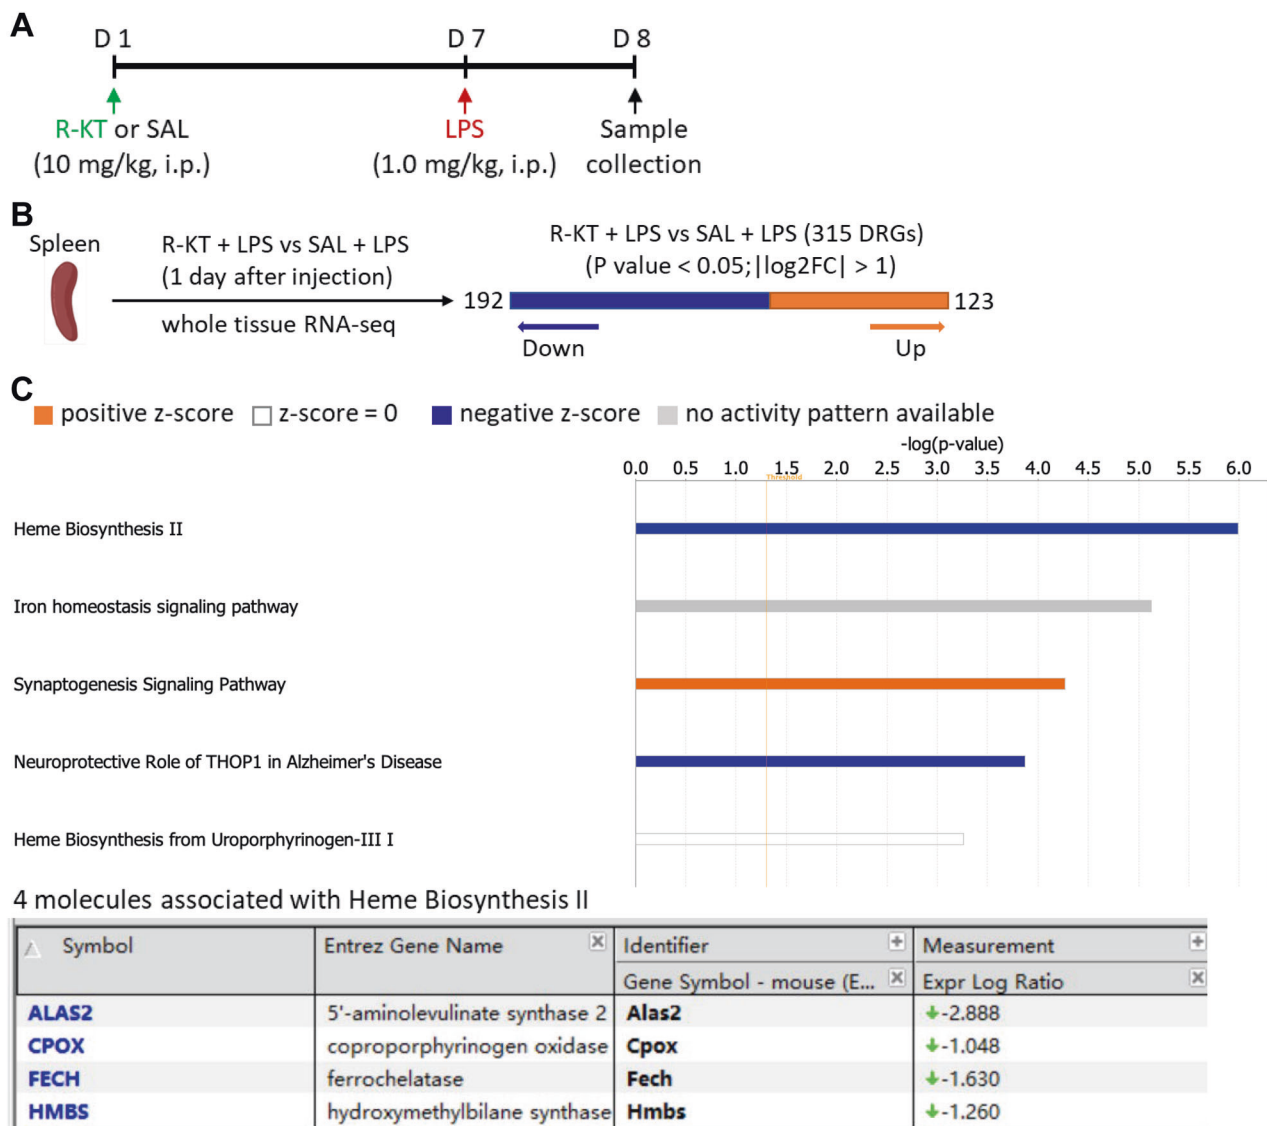 A
D 1 D 7 D 8
R-KT or SAL LPS Sample
(10 mg/kg, i.p.) (1.0 mg/kg, i.p.) collection
B
Spleen
R-KT + LPS vs SAL + LPS
(1 day after injection)
whole tissue RNA-seq
R-KT + LPS vs SAL + LPS (315 DRGs)
(P value < 0.05;|log2FC| > 1)
192 123
Down Up
C
positive z-score z-score = 0 negative z-score no activity pattern available
-log(p-value)
0.0 0.5 1.0 1.5 2.0 2.5 3.0 3.5 4.0 4.5 5.0 5.5 6.0
Threshold
Heme Biosynthesis II
Iron homeostasis signaling pathway
Synaptogenesis Signaling Pathway
Neuroprotective Role of THOP1 in Alzheimer's Disease
Heme Biosynthesis from Uroporphyrinogen-III I
4 molecules associated with Heme Biosynthesis II
Symbol Entrez Gene Name Identifier Measurement
Gene Symbol - mouse (E... Expr Log Ratio
ALAS2 5'-aminolevulinate synthase 2 Alas2 -2.888
CPOX coproporphyrinogen oxidase Cpox -1.048
FECH ferrochelatase Fech -1.630
HMBS hydroxymethylbilane synthase Hmbs -1.260